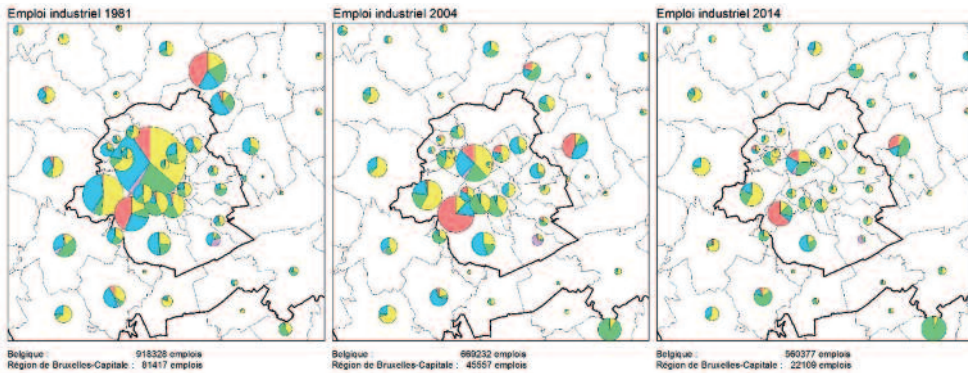 Emploi industriel 1981
Emploi industriel 2004
Emploi industriel 2014
Belgique : 918328 emplois
Région de Bruxelles-Capitale : 81417 emplois
Belgique : 669232 emplois
Région de Bruxelles-Capitale : 45557 emplois
Belgique : 560377 emplois
Région de Bruxelles-Capitale : 22109 emplois